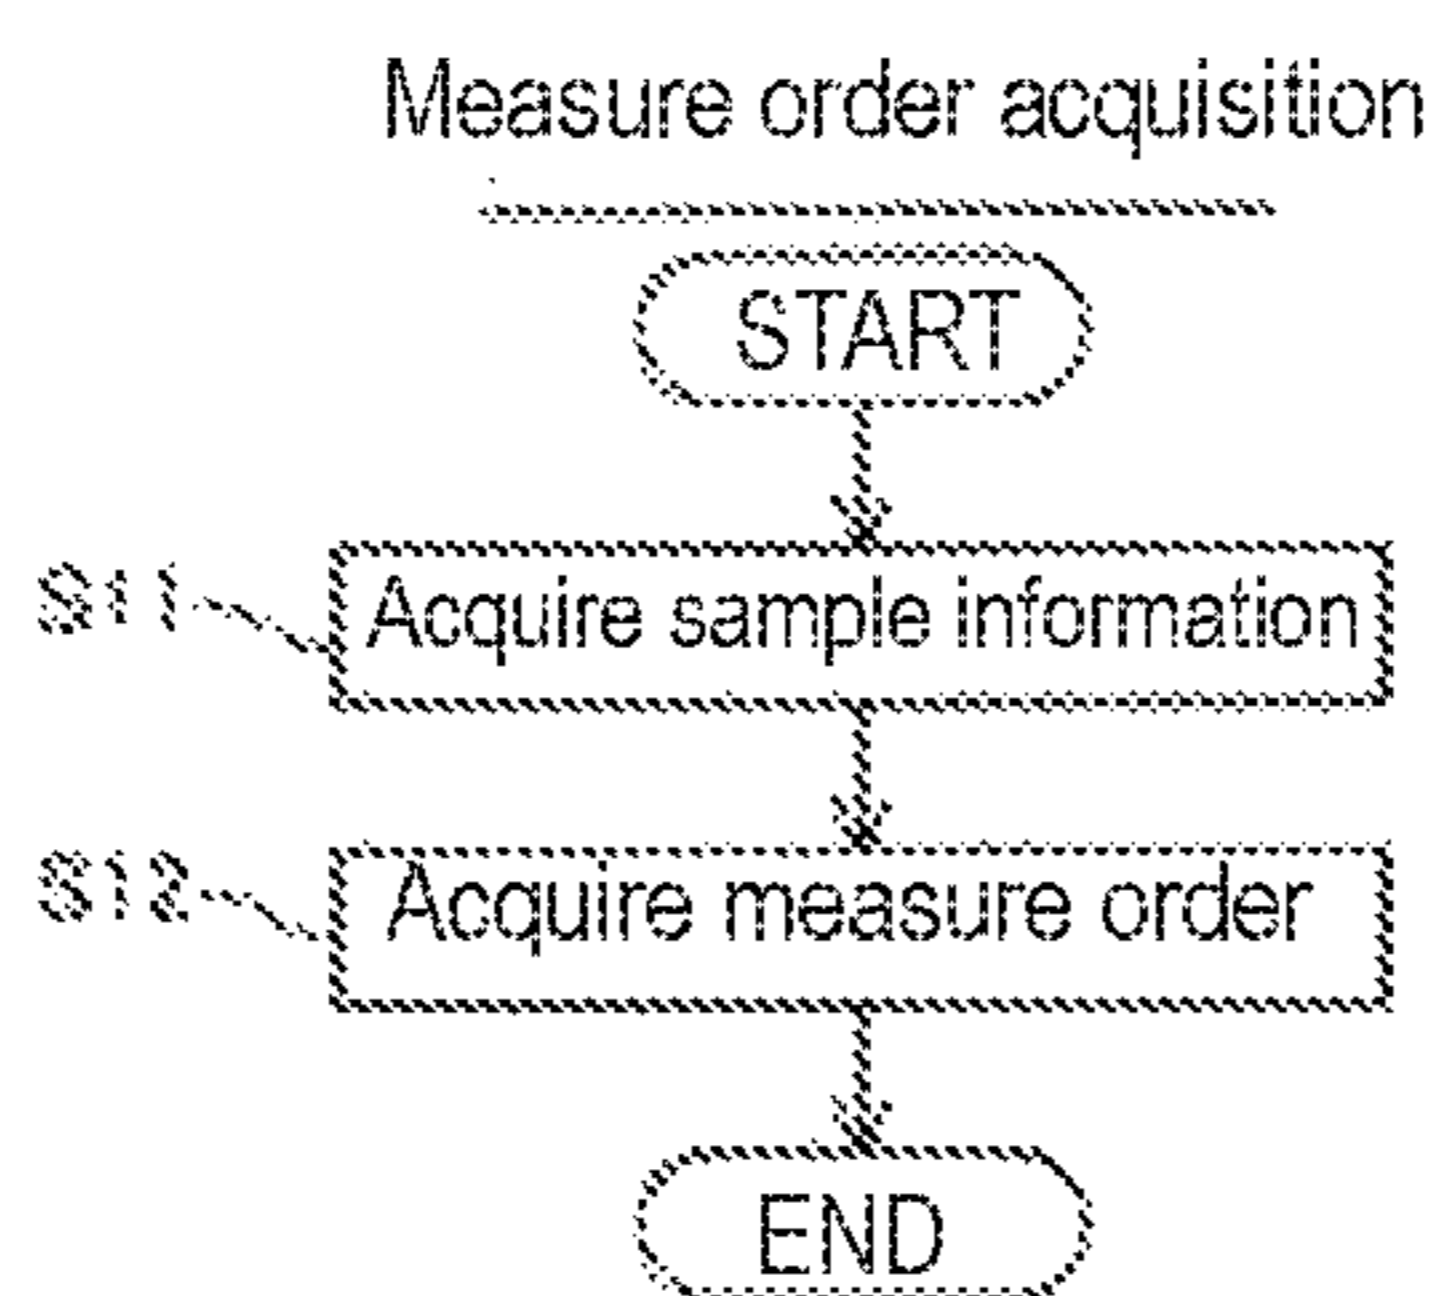 Measure order acquisition
START
S11
Acquire sample information
S12
Acquire measure order
END